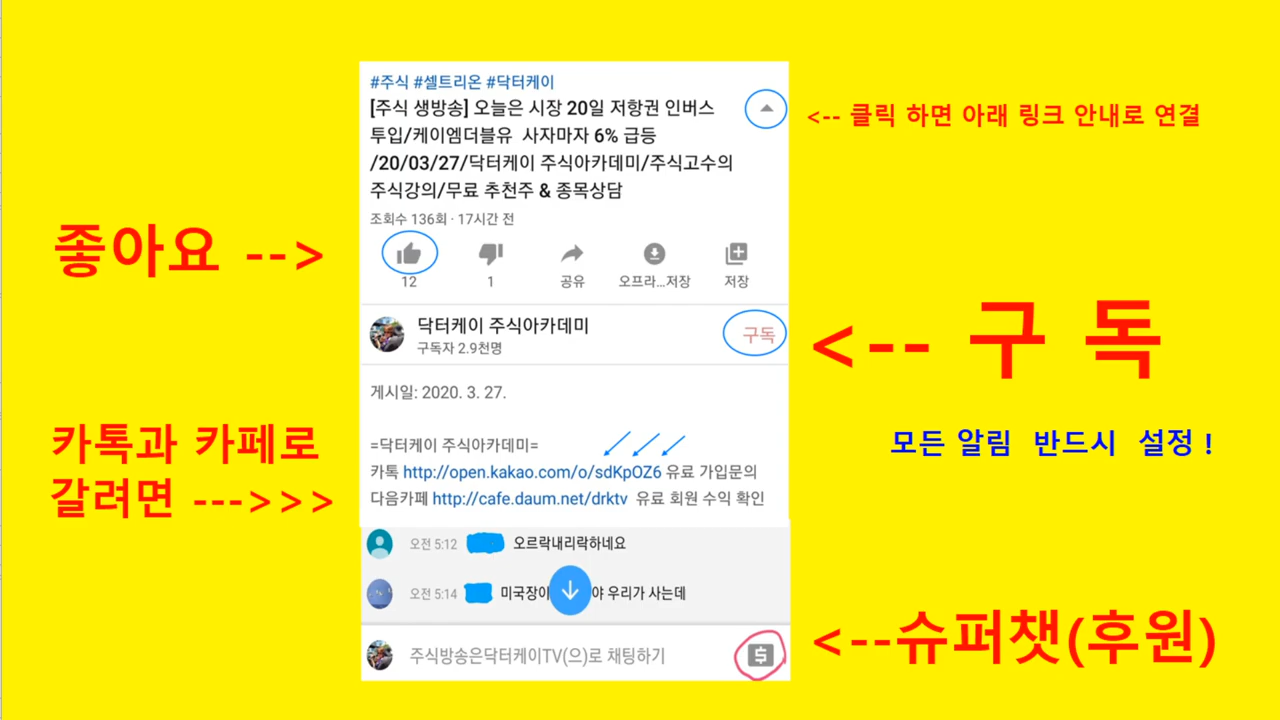 #주식 #셀트리온 #닥터케이
[주식 생방송] 오늘은 시장 20일 저항권 인버스
투입/케이엠더블유 사자마자 6% 급등
/20/03/27/닥터케이 주식아카데미/주식고수의
주식강의/무료 추천주 & 종목상담
<-- 클릭 하면 아래 링크 안내로 연결
조회수 136회 · 17시간 전
좋아요 -->
12
1
공유
오프라...저장
저장
닥터케이 주식아카데미
구독자 2.9천명
구독
<-- 구 독
게시일: 2020. 3. 27.
모든 알림 반드시 설정 !
카톡과 카페로
갈려면 --->>>
=닥터케이 주식아카데미=
카톡 http://open.kakao.com/o/sdKpOZ6 유료 가입문의
다음카페 http://cafe.daum.net/drktv 유료 회원 수익 확인
오전 5:12 오르락내리락하네요
오전 5:14 미국장이 야 우리가 사는데
주식방송은닥터케이TV(으)로 채팅하기
<--슈퍼챗(후원)